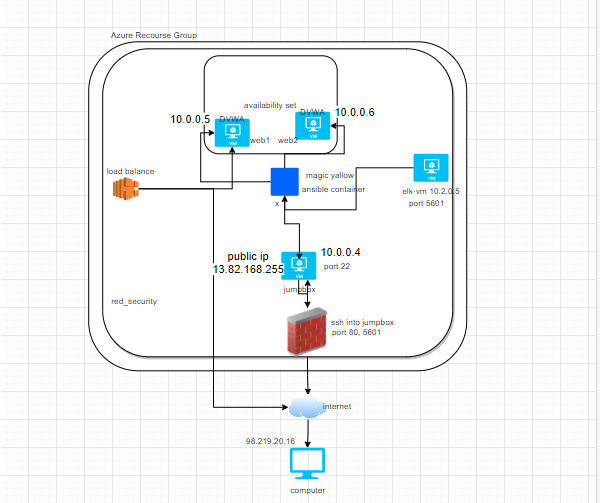 Azure Recourse Group
availability set
10.0.0.5
DVWA
VM
web1
DVWA
VM
web2
10.0.0.6
load balance
magic yallow
ansible container
x
VM
elk-vm 10.2.0.5
port 5601
public ip
13.82.168.255
10.0.0.4
port 22
VM
jumpbox
red_security
ssh into jumpbox
port 80, 5601
internet
98.219.20.16
computer